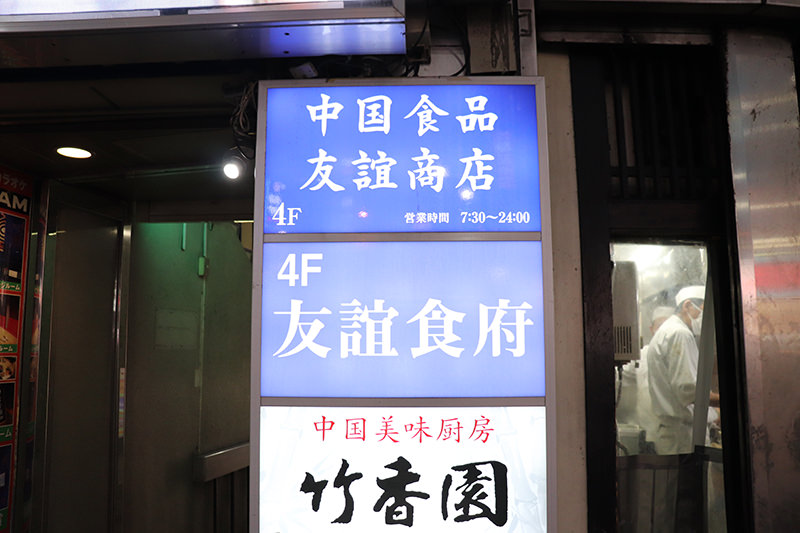 中国食品
友誼商店
4F 営業時間 7:30〜24:00
4F
友誼食府
中国美味厨房
竹香園
AM